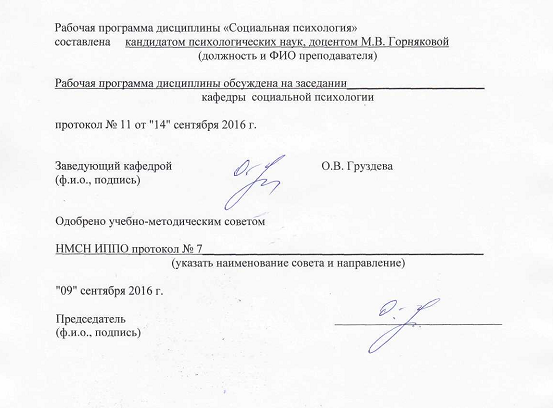 Рабочая программа дисциплины «Социальная психология»
составлена кандидатом психологических наук, доцентом М.В. Горняковой
(должность и ФИО преподавателя)
Рабочая программа дисциплины обсуждена на заседании
кафедры социальной психологии
протокол № 11 от "14" сентября 2016 г.
Заведующий кафедрой О.В. Груздева
(ф.и.о., подпись)
Одобрено учебно-методическим советом
НМСН ИППО протокол № 7
(указать наименование совета и направление)
"09" сентября 2016 г.
Председатель
(ф.и.о., подпись)